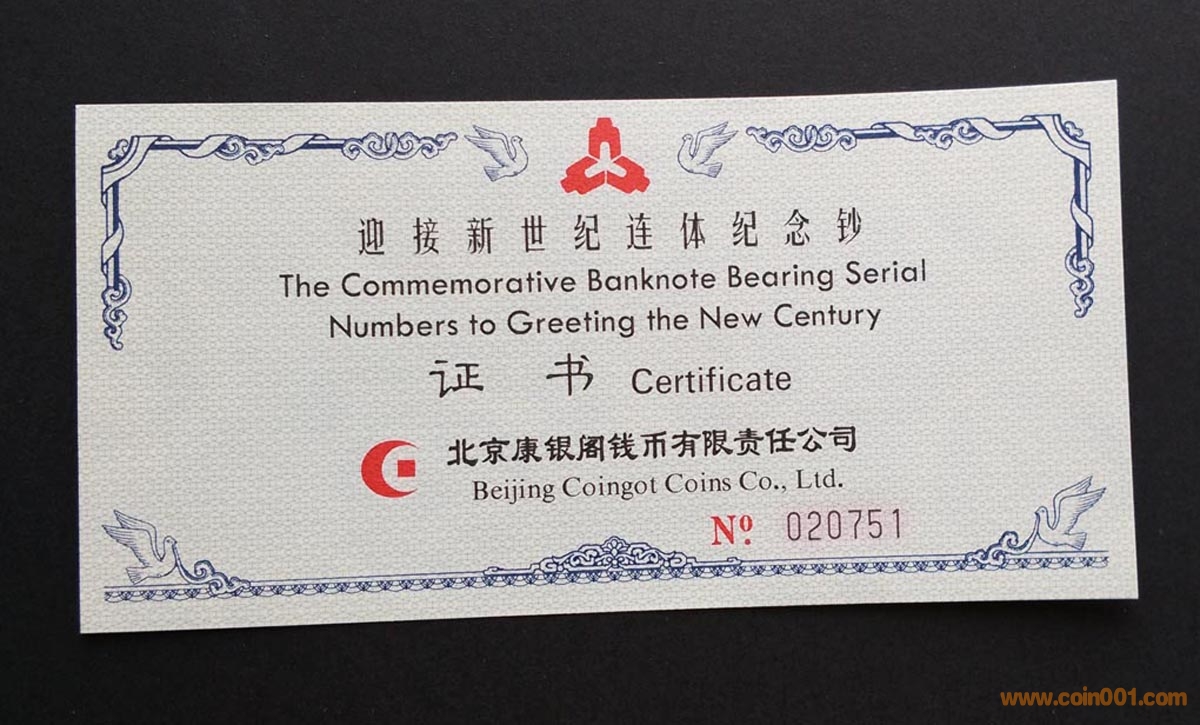 迎接新世纪连体纪念钞
The Commemorative Banknote Bearing Serial
Numbers to Greeting the New Century
证书 Certificate
北京康银阁钱币有限责任公司
Beijing Coingot Coins Co., Ltd.
Nº. 020751
www.coin001.com